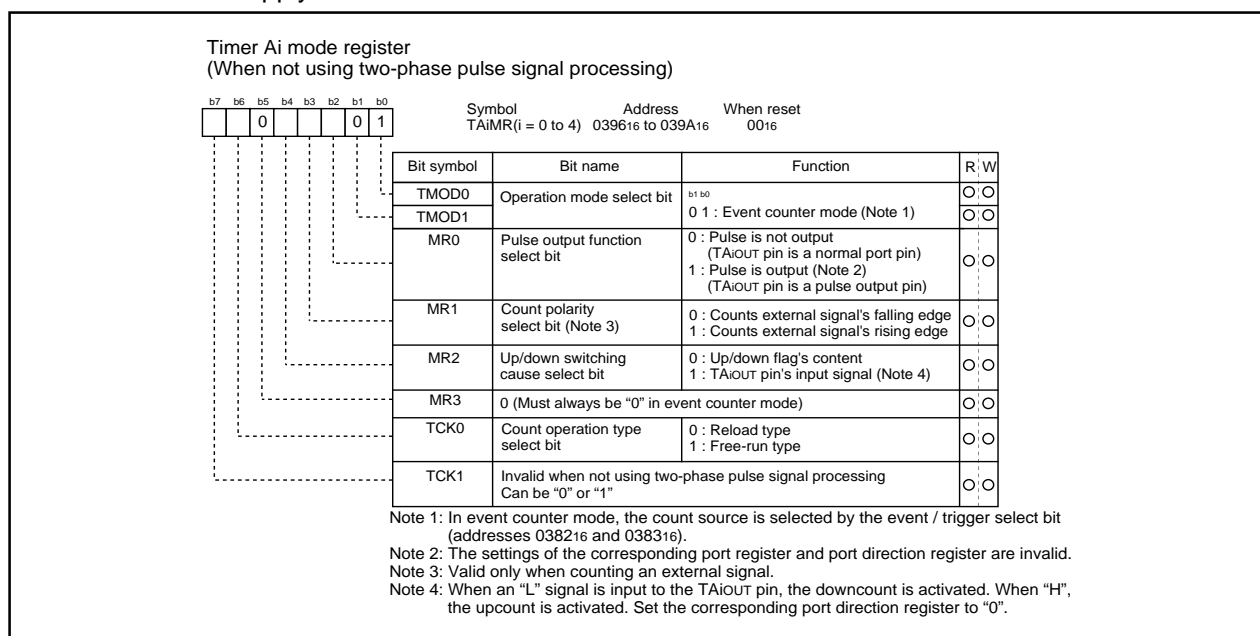 Timer Ai mode register
(When not using two-phase pulse signal processing)
b7 b6 b5 b4 b3 b2 b1 b0
0 0 1
Symbol Address When reset
TAiMR(i = 0 to 4) 039616 to 039A16 0016
Bit symbol Bit name Function R W
TMOD0 Operation mode select bit b1 b0
TMOD1 0 1 : Event counter mode (Note 1)
MR0 Pulse output function select bit 0 : Pulse is not output
(TAiOUT pin is a normal port pin)
1 : Pulse is output (Note 2)
(TAiOUT pin is a pulse output pin)
MR1 Count polarity select bit (Note 3) 0 : Counts external signal's falling edge
1 : Counts external signal's rising edge
MR2 Up/down switching cause select bit 0 : Up/down flag's content
1 : TAiOUT pin's input signal (Note 4)
MR3 0 (Must always be “0” in event counter mode)
TCK0 Count operation type select bit 0 : Reload type
1 : Free-run type
TCK1 Invalid when not using two-phase pulse signal processing
Can be “0” or “1”
Note 1: In event counter mode, the count source is selected by the event / trigger select bit
(addresses 038216 and 038316).
Note 2: The settings of the corresponding port register and port direction register are invalid.
Note 3: Valid only when counting an external signal.
Note 4: When an “L” signal is input to the TAiOUT pin, the downcount is activated. When “H”,
the upcount is activated. Set the corresponding port direction register to “0”.